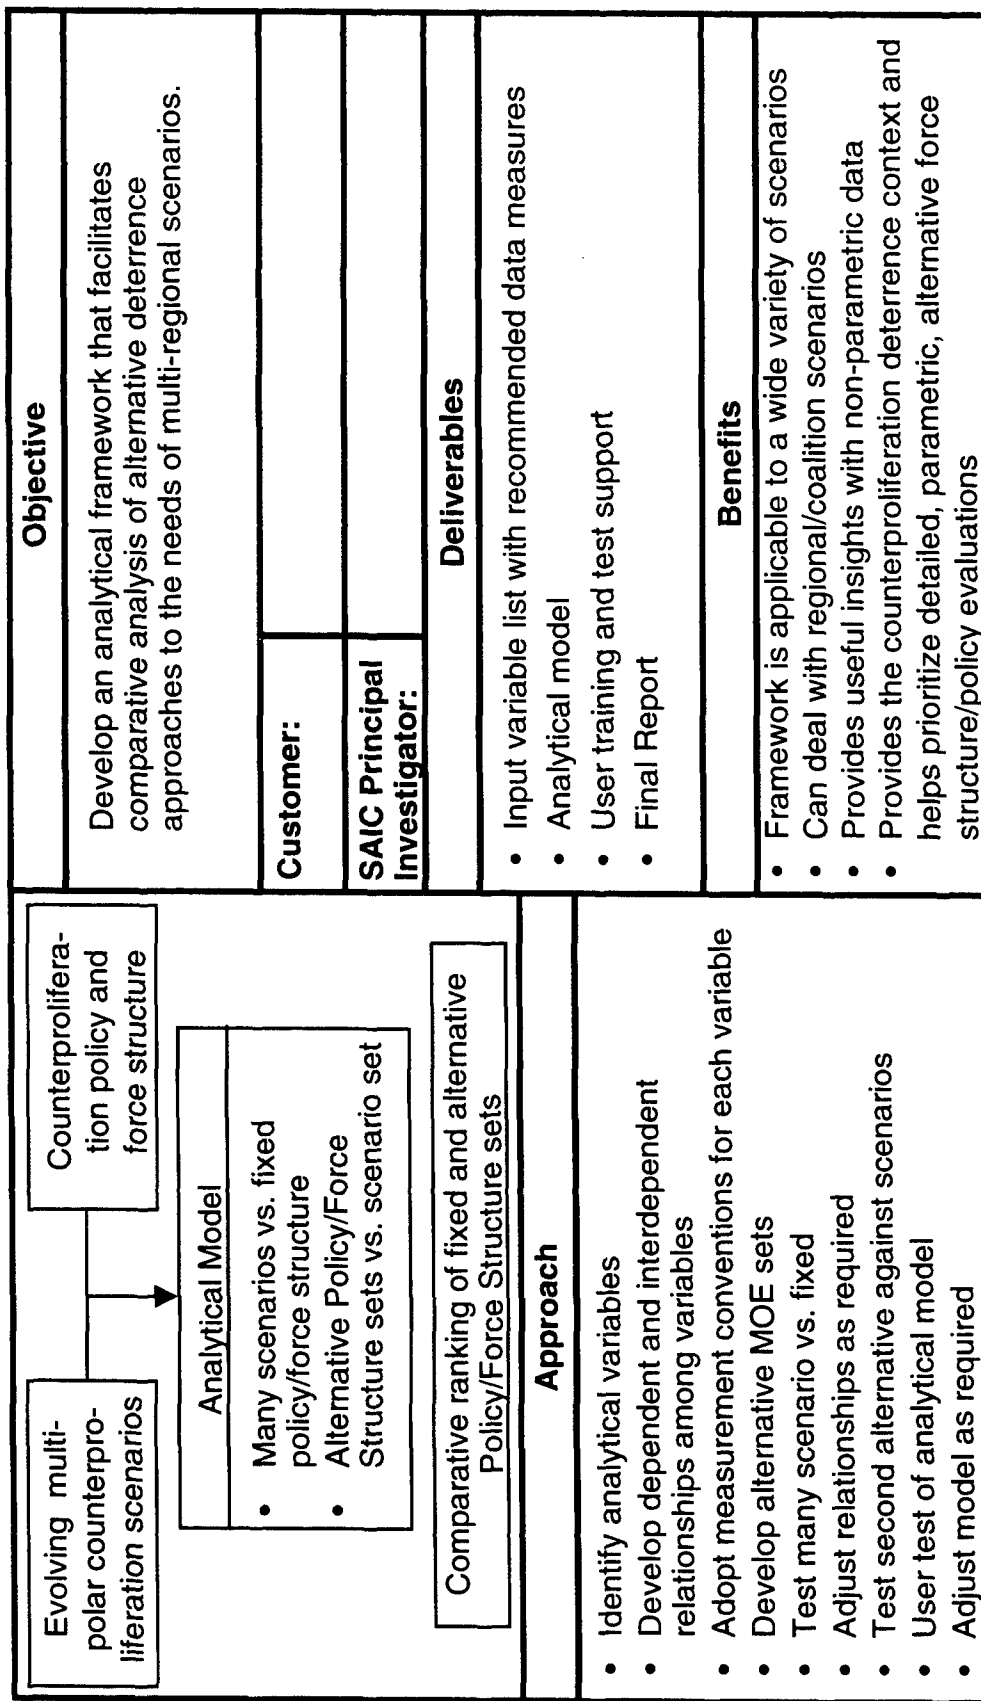 Evolving multi-
polar counterpro-
liferation scenarios
Counterprolifera-
tion policy and
force structure
Analytical Model
• Many scenarios vs. fixed
policy/force structure
• Alternative Policy/Force
Structure sets vs. scenario set
Comparative ranking of fixed and alternative
Policy/Force Structure sets
Approach
• Identify analytical variables
• Develop dependent and interdependent
relationships among variables
• Adopt measurement conventions for each variable
• Develop alternative MOE sets
• Test many scenario vs. fixed
• Adjust relationships as required
• Test second alternative against scenarios
• User test of analytical model
• Adjust model as required
Objective
Develop an analytical framework that facilitates
comparative analysis of alternative deterrence
approaches to the needs of multi-regional scenarios.
Customer:
SAIC Principal
Investigator:
Deliverables
• Input variable list with recommended data measures
• Analytical model
• User training and test support
• Final Report
Benefits
• Framework is applicable to a wide variety of scenarios
• Can deal with regional/coalition scenarios
• Provides useful insights with non-parametric data
• Provides the counterproliferation deterrence context and
helps prioritize detailed, parametric, alternative force
structure/policy evaluations